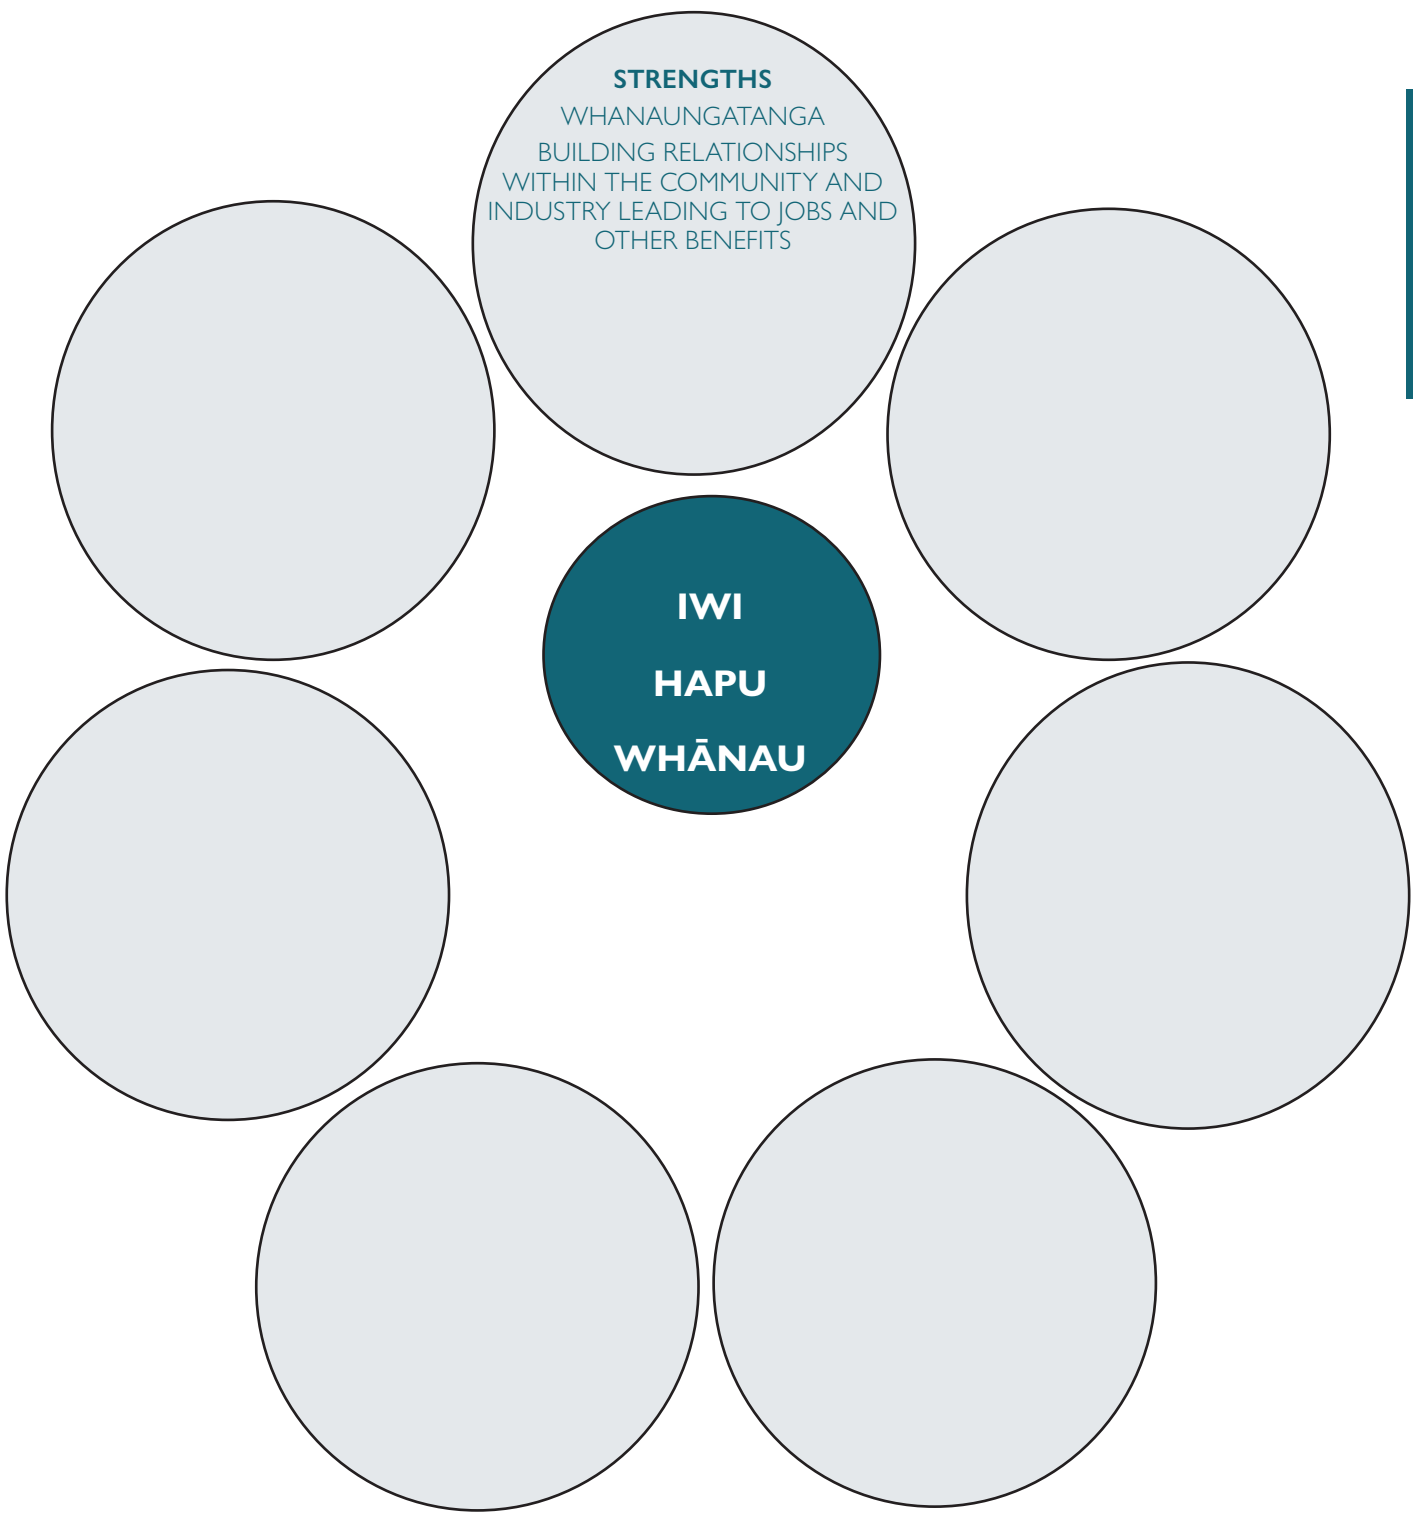 STRENGTHS
WHANAUNGATANGA
BUILDING RELATIONSHIPS
WITHIN THE COMMUNITY AND
INDUSTRY LEADING TO JOBS AND
OTHER BENEFITS
IWI
HAPU
WHĀNAU